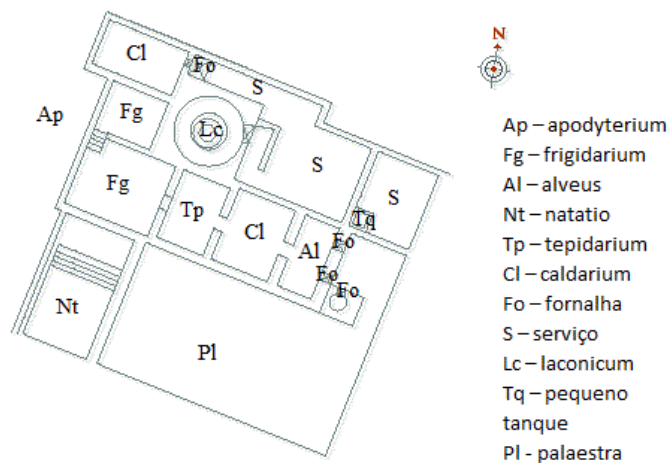 N
Cl
Fo
S
Ap
Fg
Lc
S
S
Fg
Tp
Tq
Cl
Al
Fo
Fo
Fo
Nt
Pl
Ap – apodyterium
Fg – frigidarium
Al – alveus
Nt – natatio
Tp – tepidarium
Cl – caldarium
Fo – fornalha
S – serviço
Lc – laconicum
Tq – pequeno
tanque
Pl - palaestra